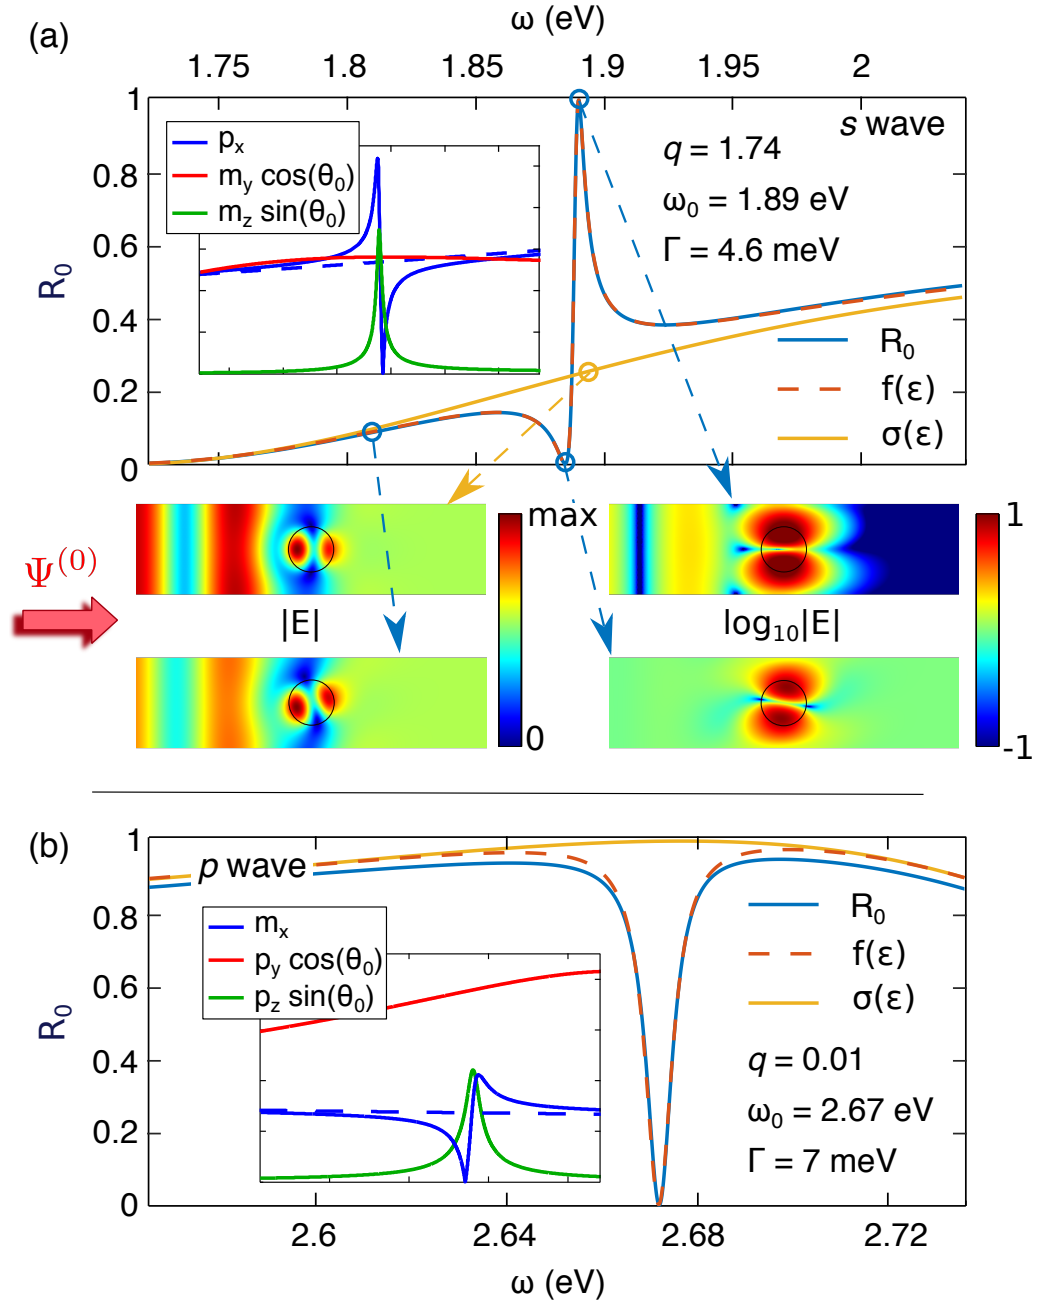 (a)
ω (eV)
1.75 1.8 1.85 1.9 1.95 2
1
0.8
0.6
0.4
0.2
0
R₀
pₓ
m_y cos(θ₀)
m_z sin(θ₀)
s wave
q = 1.74
ω₀ = 1.89 eV
Γ = 4.6 meV
R₀
f(ε)
σ(ε)
Ψ⁽⁰⁾
max
0
|E|
log₁₀|E|
1
-1
(b)
p wave
1
0.8
0.6
0.4
0.2
0
R₀
mₓ
p_y cos(θ₀)
p_z sin(θ₀)
R₀
f(ε)
σ(ε)
q = 0.01
ω₀ = 2.67 eV
Γ = 7 meV
2.6 2.64 2.68 2.72
ω (eV)